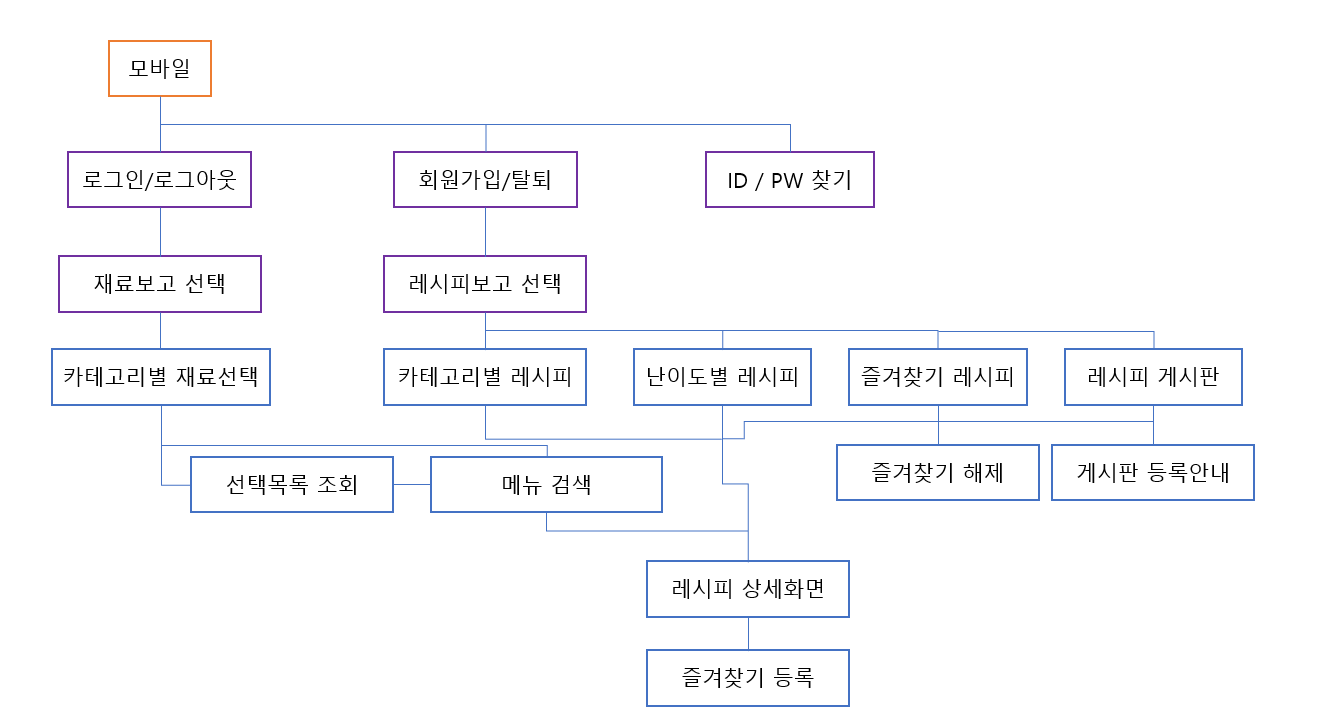 모바일
로그인/로그아웃
회원가입/탈퇴
ID / PW 찾기
재료보고 선택
레시피보고 선택
카테고리별 재료선택
카테고리별 레시피
난이도별 레시피
즐겨찾기 레시피
레시피 게시판
선택목록 조회
메뉴 검색
즐겨찾기 해제
게시판 등록안내
레시피 상세화면
즐겨찾기 등록